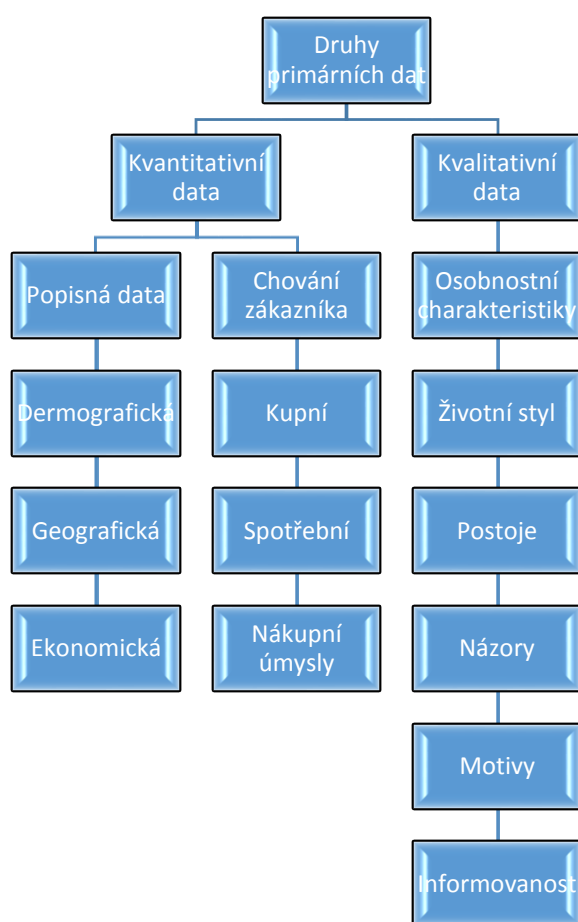 Druhy
primárních dat
Kvantitativní
data
Kvalitativní
data
Popisná data
Chování
zákazníka
Osobnostní
charakteristiky
Dermografická
Kupní
Životní styl
Geografická
Spotřební
Postoje
Ekonomická
Nákupní
úmysly
Názory
Motivy
Informovanost